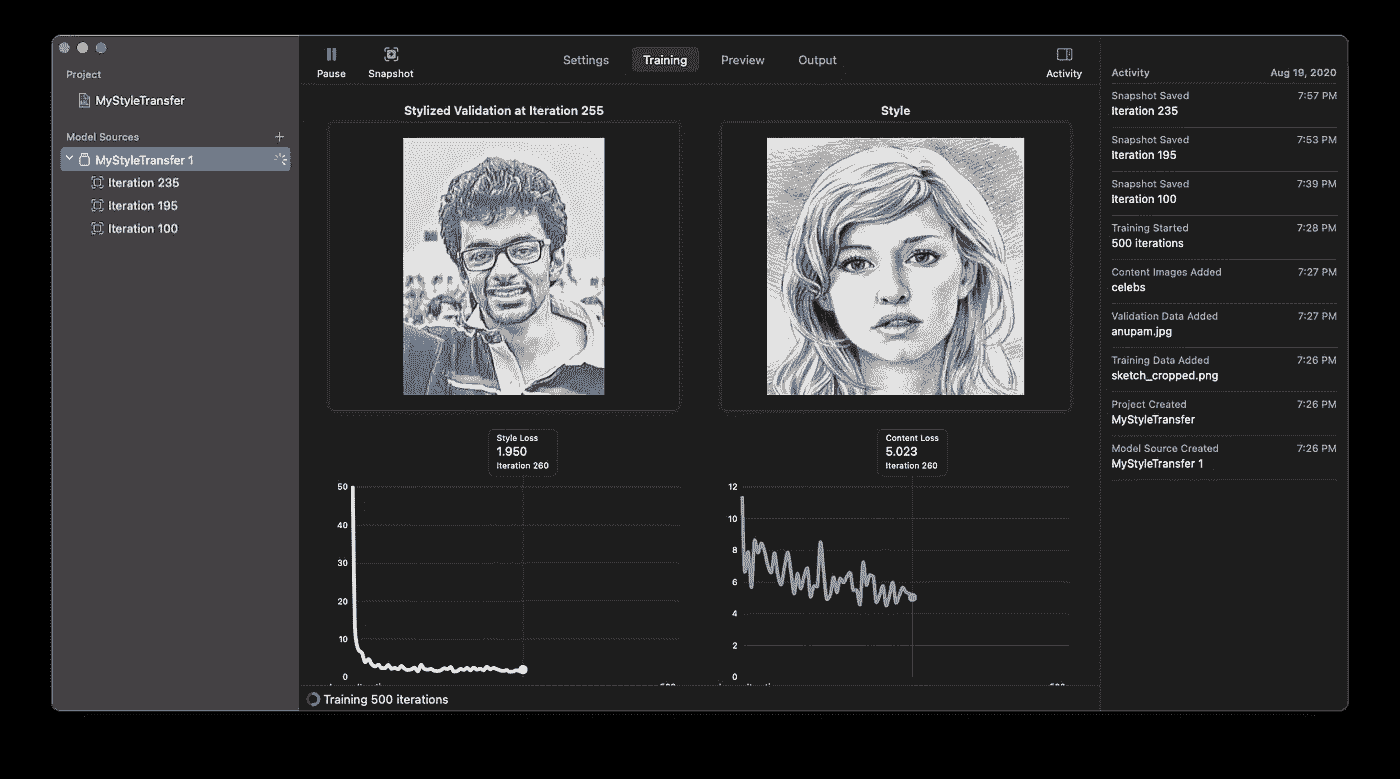 Project
MyStyleTransfer
Model Sources
MyStyleTransfer 1
Iteration 235
Iteration 195
Iteration 100
Pause
Snapshot
Settings
Training
Preview
Output
Activity
Stylized Validation at Iteration 255
Style
Style Loss
1.950
Iteration 260
50
40
30
20
10
0
Content Loss
5.023
Iteration 260
12
10
8
6
4
2
0
Training 500 iterations
Activity Aug 19, 2020
Snapshot Saved 7:57 PM
Iteration 235
Snapshot Saved 7:53 PM
Iteration 195
Snapshot Saved 7:39 PM
Iteration 100
Training Started 7:28 PM
500 iterations
Content Images Added 7:27 PM
celebs
Validation Data Added 7:27 PM
anupam.jpg
Training Data Added 7:26 PM
sketch_cropped.png
Project Created 7:26 PM
MyStyleTransfer
Model Source Created 7:26 PM
MyStyleTransfer 1